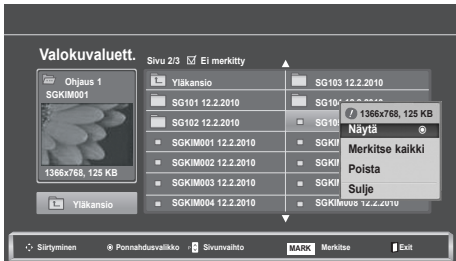 Valokuvaluett.
Sivu 2/3 ☑ Ei merkitty
Ohjaus 1
SGKIM001
1366x768, 125 KB
Yläkansio
Yläkansio
SG101 12.2.2010
SG102 12.2.2010
SGKIM001 12.2.2010
SGKIM002 12.2.2010
SGKIM003 12.2.2010
SGKIM004 12.2.2010
SG103 12.2.2010
1366x768, 125 KB
Näytä
Merkitse kaikki
Poista
Sulje
SGKIM008 12.2.2010
Siirtyminen
Ponnahdusvalikko
Sivunvaihto
MARK Merkitse
Exit